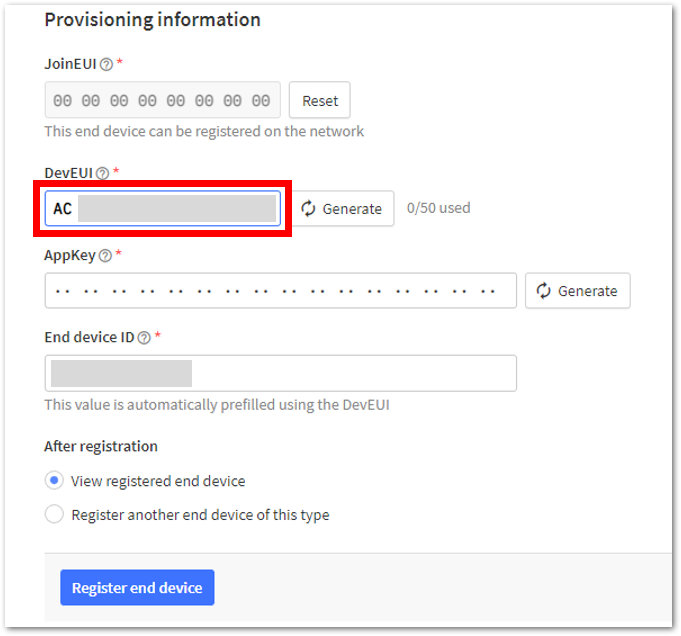 Provisioning information
JoinEUI *
00 00 00 00 00 00 00 00 Reset
This end device can be registered on the network
DevEUI *
AC Generate 0/50 used
AppKey *
·· ·· ·· ·· ·· ·· ·· ·· ·· ·· ·· ·· ·· ·· ·· ·· Generate
End device ID *
This value is automatically prefilled using the DevEUI
After registration
View registered end device
Register another end device of this type
Register end device